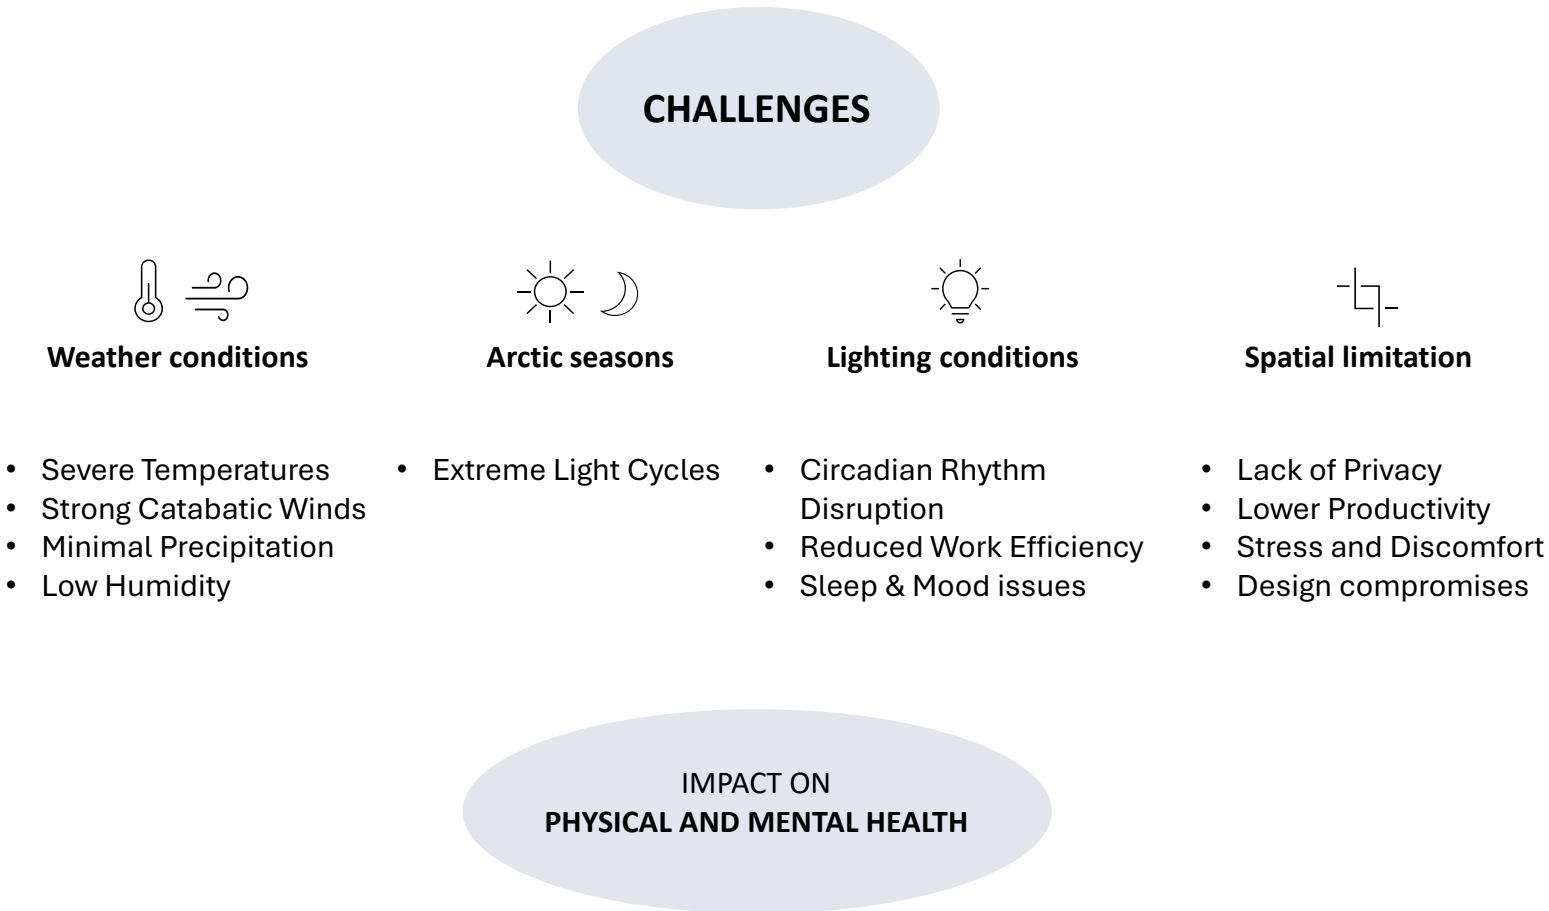 CHALLENGES
Weather conditions
• Severe Temperatures
• Strong Catabatic Winds
• Minimal Precipitation
• Low Humidity
Arctic seasons
• Extreme Light Cycles
Lighting conditions
• Circadian Rhythm
Disruption
• Reduced Work Efficiency
• Sleep & Mood issues
Spatial limitation
• Lack of Privacy
• Lower Productivity
• Stress and Discomfort
• Design compromises
IMPACT ON
PHYSICAL AND MENTAL HEALTH